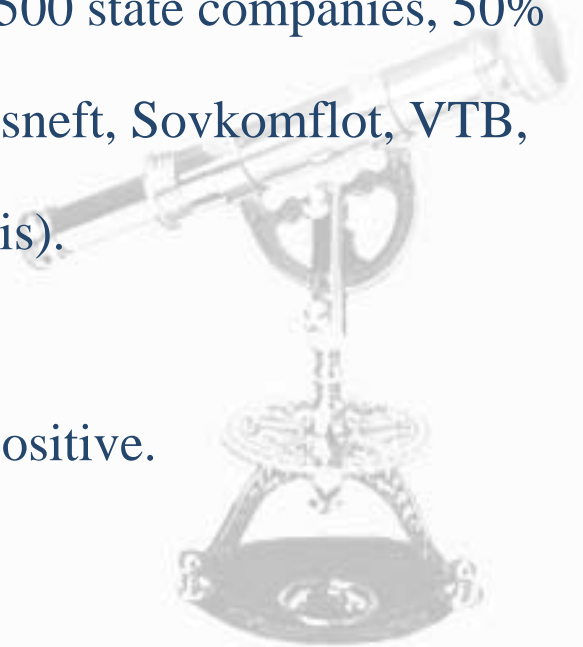 500 state companies, 50%
sneft, Sovkomflot, VTB,
is).
ositive.